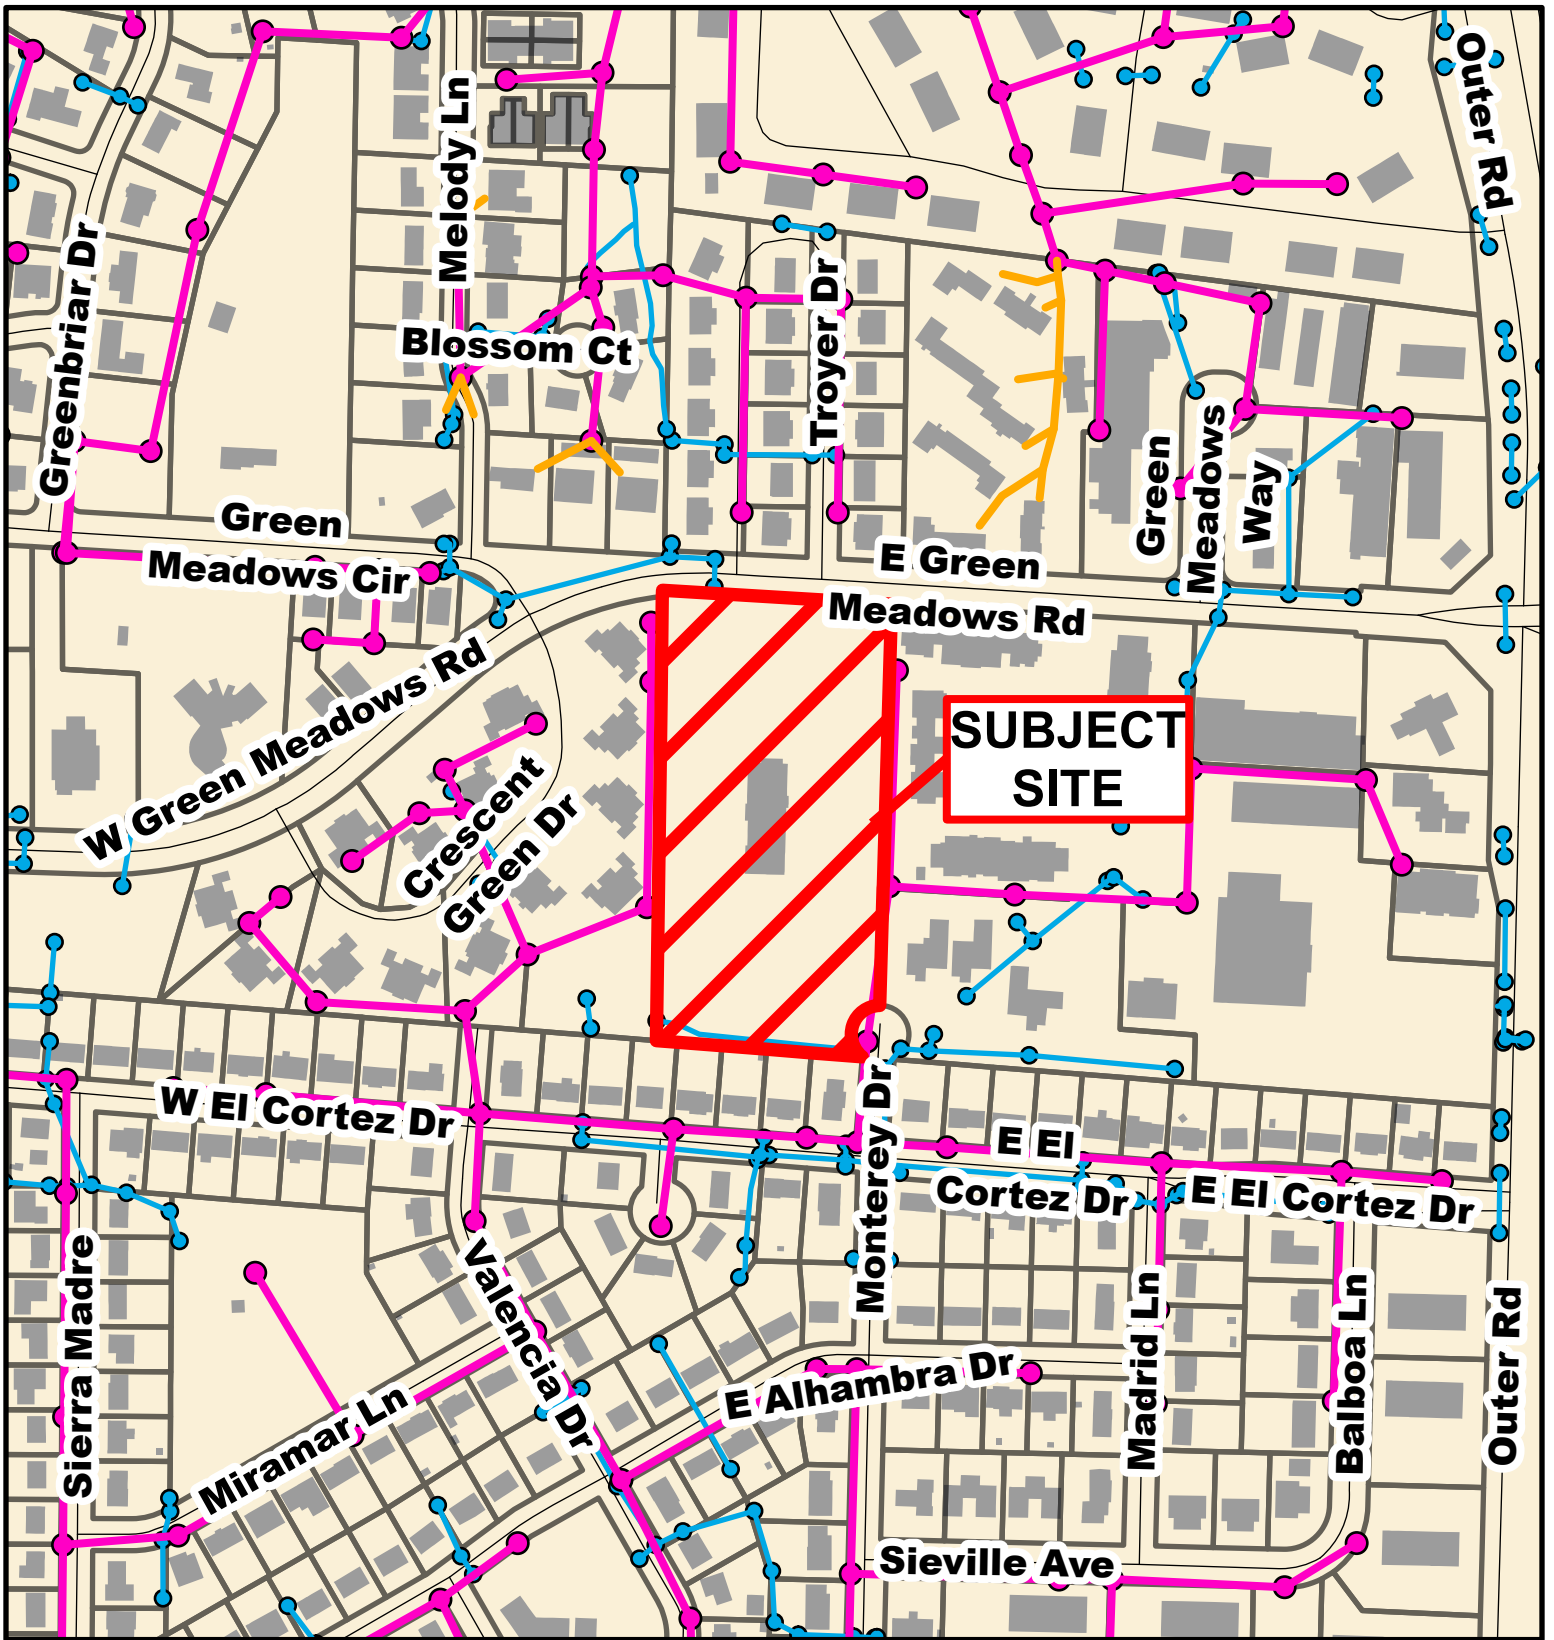 Outer Rd
Melody Ln
Greenbriar Dr
Troyer Dr
Blossom Ct
Green
Meadows
Way
Green
Meadows Cir
E Green
Meadows Rd
W Green Meadows Rd
SUBJECT
SITE
Crescent
Green Dr
W El Cortez Dr
Monterey Dr
E El
Cortez Dr
E El Cortez Dr
Sierra Madre
Valencia Dr
Madrid Ln
Balboa Ln
Outer Rd
E Alhambra Dr
Miramar Ln
Sieville Ave